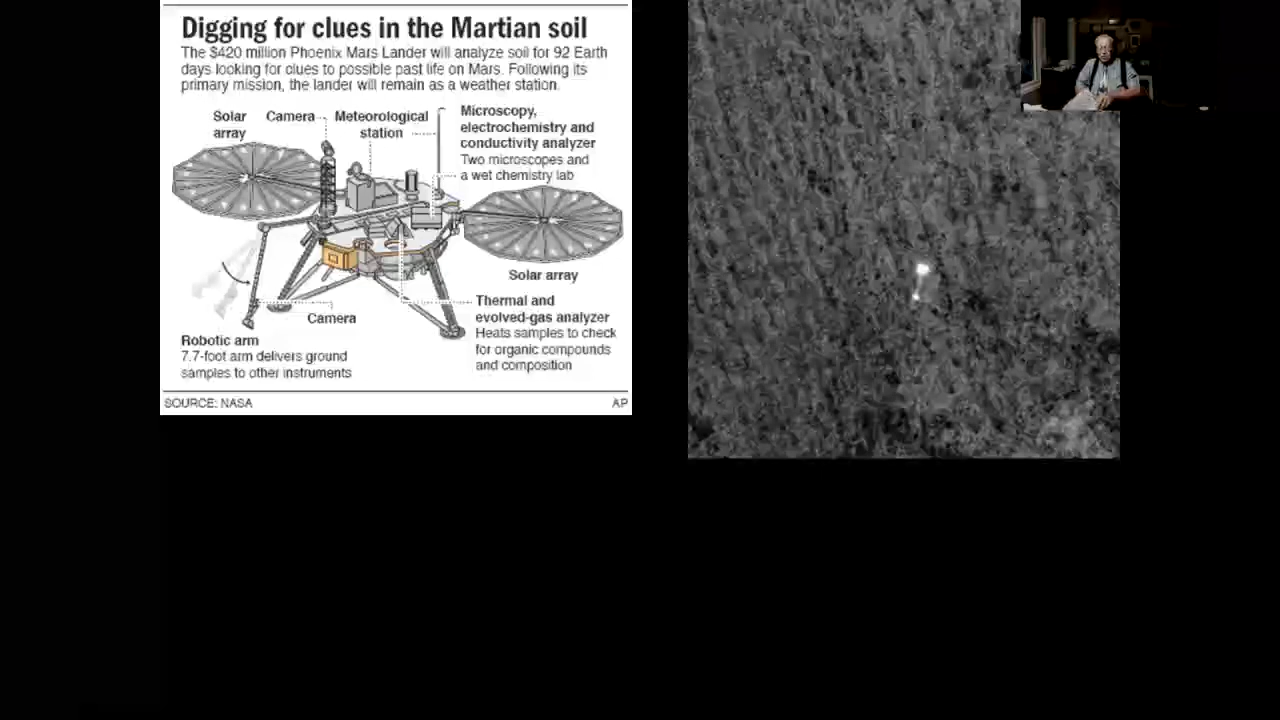 Digging for clues in the Martian soil
The $420 million Phoenix Mars Lander will analyze soil for 92 Earth
days looking for clues to possible past life on Mars. Following its
primary mission, the lander will remain as a weather station.
Solar
array
Camera
Meteorological
station
Microscopy,
electrochemistry and
conductivity analyzer
Two microscopes and
a wet chemistry lab
Solar array
Camera
Robotic arm
7.7-foot arm delivers ground
samples to other instruments
Thermal and
evolved-gas analyzer
Heats samples to check
for organic compounds
and composition
SOURCE: NASA
AP